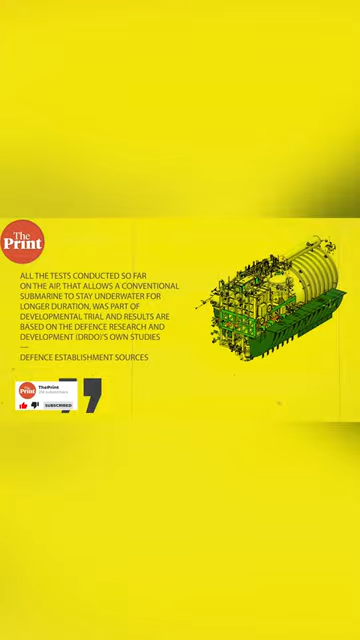 The
Print
ALL THE TESTS CONDUCTED SO FAR
ON THE AIP, THAT ALLOWS A CONVENTIONAL
SUBMARINE TO STAY UNDERWATER FOR
LONGER DURATION, WAS PART OF
DEVELOPMENTAL TRIAL AND RESULTS ARE
BASED ON THE DEFENCE RESEARCH AND
DEVELOPMENT (DRDO)'S OWN STUDIES
—
DEFENCE ESTABLISHMENT SOURCES
The
Print
ThePrint
SUBSCRIBED